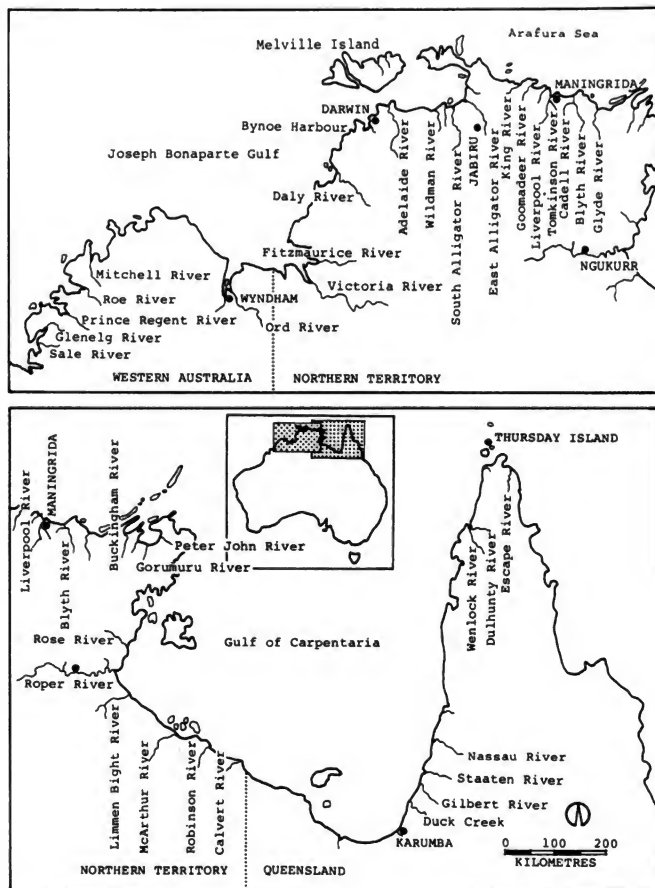 Melville Island
Arafura Sea
MANINGRIDA
DARWIN
Bynoe Harbour
Joseph Bonaparte Gulf
Daly River
Adelaide River
Wildman River
South Alligator River
JABIRU
East Alligator River
King River
Goomadeer River
Liverpool River
Tomkinson River
Cadell River
Blyth River
Glyde River
NGUKURR
Fitzmaurice River
Victoria River
Mitchell River
WYNDHAM
Roe River
Prince Regent River
Ord River
Glenelg River
Sale River
WESTERN AUSTRALIA
NORTHERN TERRITORY
THURSDAY ISLAND
Liverpool River
MANINGRIDA
Blyth River
Buckingham River
Peter John River
Gorumuru River
Wenlock River
Dulhunty River
Escape River
Rose River
Gulf of Carpentaria
Roper River
Limmen Bight River
McArthur River
Robinson River
Calvert River
Nassau River
Staaten River
Gilbert River
Duck Creek
KARUMBA
0 100 200
KILOMETRES
NORTHERN TERRITORY
QUEENSLAND